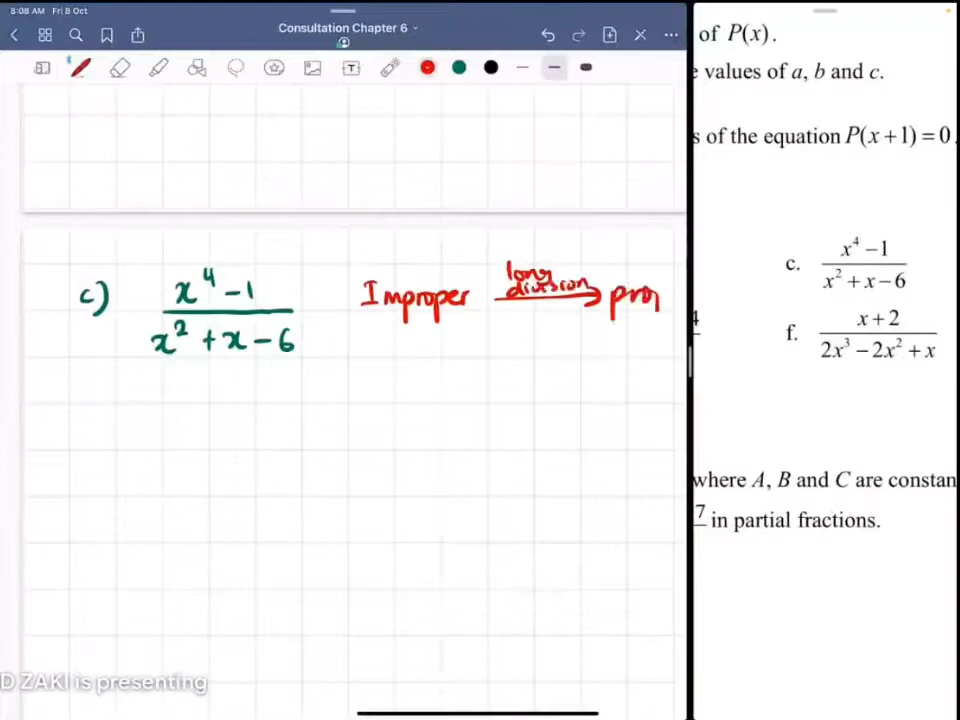 8:08 AM Fri 8 Oct
Consultation Chapter 6
c) x⁴ - 1 / x² + x - 6
Improper long division → prop
of P(x).
values of a, b and c.
of the equation P(x+1) = 0.
c. x⁴ - 1 / x² + x - 6
f. x + 2 / 2x³ - 2x² + x
where A, B and C are constan
7 in partial fractions.
D ZAKI is presenting